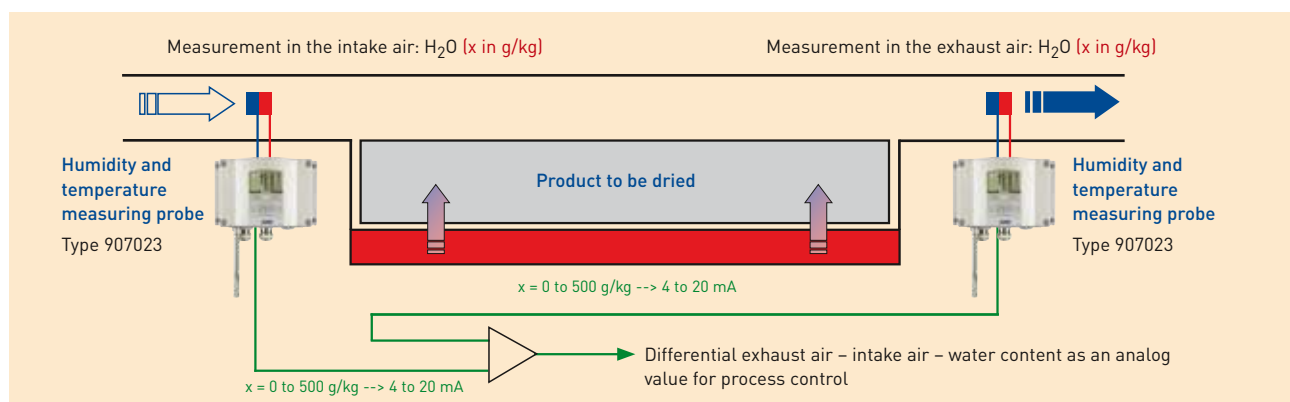 Measurement in the intake air: H₂O (x in g/kg)
Measurement in the exhaust air: H₂O (x in g/kg)
Humidity and
temperature
measuring probe
Type 907023
Product to be dried
Humidity and
temperature
measuring probe
Type 907023
x = 0 to 500 g/kg --> 4 to 20 mA
Differential exhaust air – intake air – water content as an analog
value for process control
x = 0 to 500 g/kg --> 4 to 20 mA